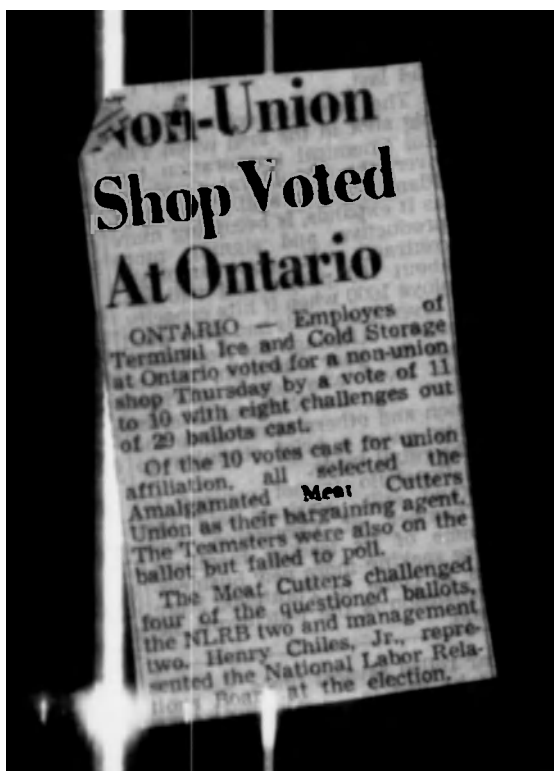 Non-Union
Shop Voted
At Ontario
ONTARIO — Employes of
Terminal Ice and Cold Storage
at Ontario voted for a non-union
shop Thursday by a vote of 11
to 10 with eight challenges out
of 29 ballots cast.
Of the 10 votes cast for union
affiliation, all selected the
Amalgamated Meat Cutters
Union as their bargaining agent.
The Teamsters were also on the
ballot but failed to poll.
The Meat Cutters challenged
four of the questioned ballots,
the NLRB two and management
two. Henry Chiles, Jr., repre-
sented the National Labor Rela-
tions Board at the election.